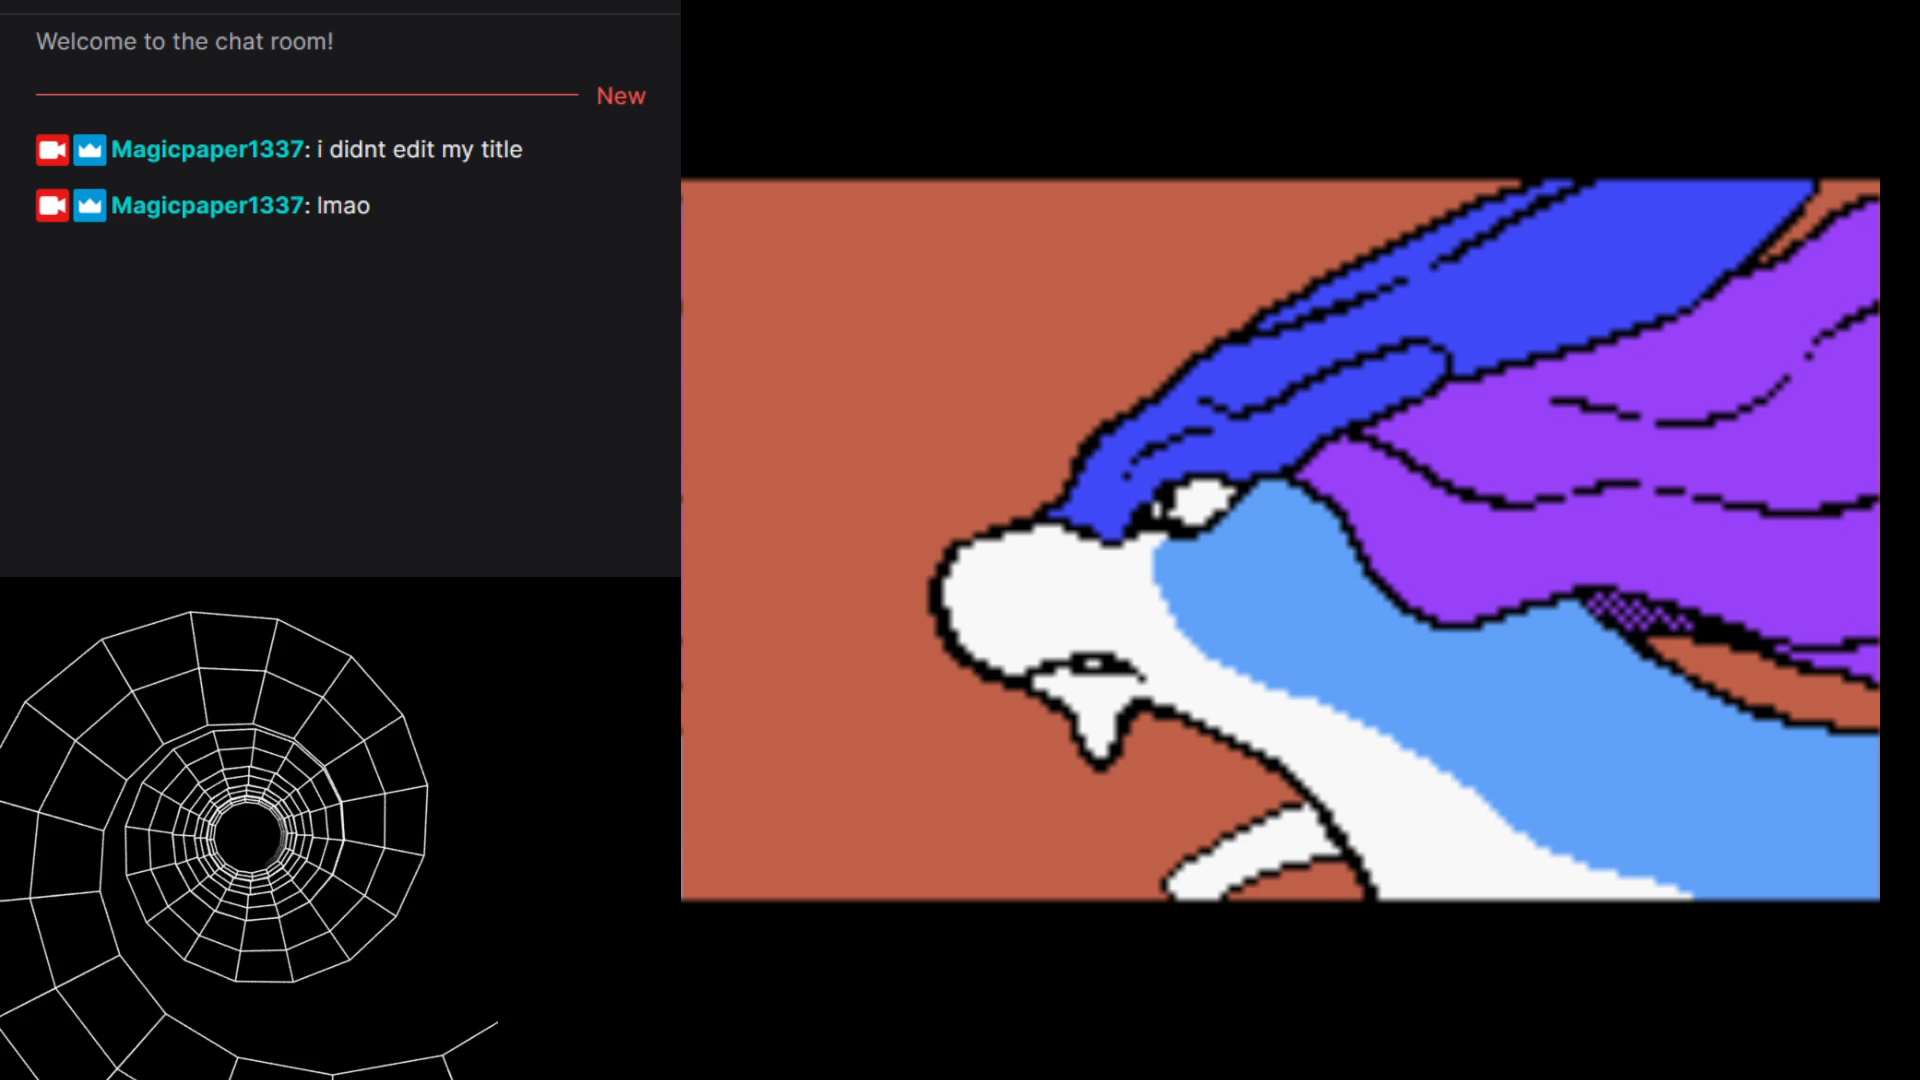 Welcome to the chat room!
New
Magicpaper1337: i didnt edit my title
Magicpaper1337: lmao